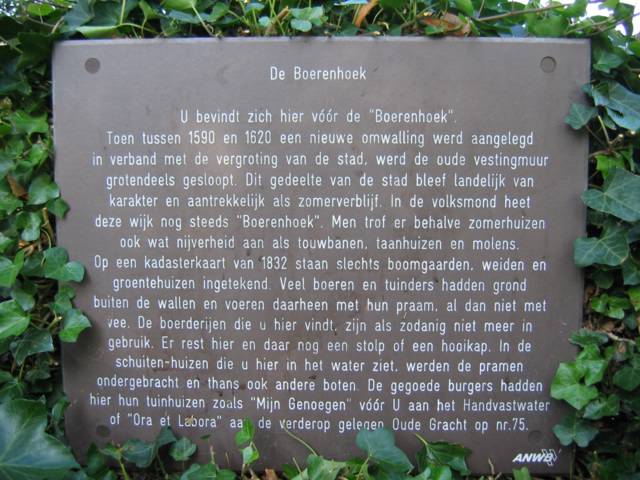 De Boerenhoek
U bevindt zich hier vóór de "Boerenhoek".
Toen tussen 1590 en 1620 een nieuwe omwalling werd aangelegd
in verband met de vergroting van de stad, werd de oude vestingmuur
grotendeels gesloopt. Dit gedeelte van de stad bleef landelijk van
karakter en aantrekkelijk als zomerverblijf. In de volksmond heet
deze wijk nog steeds "Boerenhoek". Men trof er behalve zomerhuizen
ook wat nijverheid aan als touwbanen, taanhuizen en molens.
Op een kadasterkaart van 1832 staan slechts boomgaarden, weiden en
groentehuizen ingetekend. Veel boeren en tuinders hadden grond
buiten de wallen en voeren daarheen met hun praam, al dan niet met
vee. De boerderijen die u hier vindt, zijn als zodanig niet meer in
gebruik. Er rest hier en daar nog een stolp of een hooikap. In de
schuiten-huizen die u hier in het water ziet, werden de pramen
ondergebracht en thans ook andere boten. De gegoede burgers hadden
hier hun tuinhuizen zoals "Mijn Genoegen" vóór U aan het Handvastwater
of "Ora et Labora" aan de verderop gelegen Oude Gracht op nr.75.
ANWB